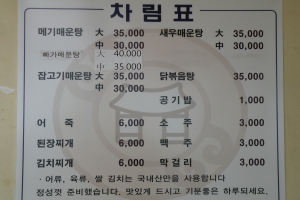 차림표
메기매운탕 大 35,000 새우매운탕 大 35,000
中 30,000 中 30,000
빠가매운탕 大 40,000
中 35,000
잡고기매운탕 大 35,000 닭볶음탕 35,000
中 30,000
공기밥 1,000
어죽 6,000 소주 3,000
된장찌개 6,000 맥주 3,000
김치찌개 6,000 막걸리 3,000
· 어류, 육류, 쌀 김치는 국내산만을 사용합니다
정성껏 준비했습니다. 맛있게 드시고 기분좋은 하루되세요.